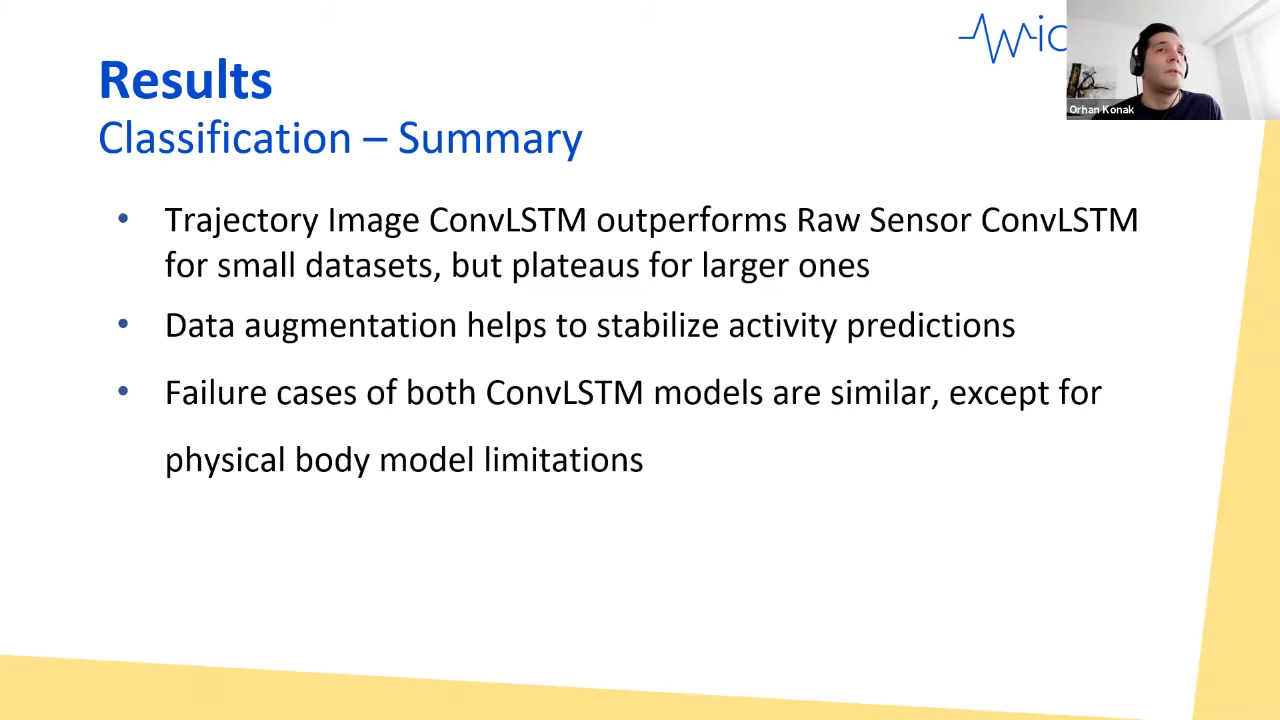 Results
Classification – Summary
Orhan Konak
• Trajectory Image ConvLSTM outperforms Raw Sensor ConvLSTM
for small datasets, but plateaus for larger ones
• Data augmentation helps to stabilize activity predictions
• Failure cases of both ConvLSTM models are similar, except for
physical body model limitations